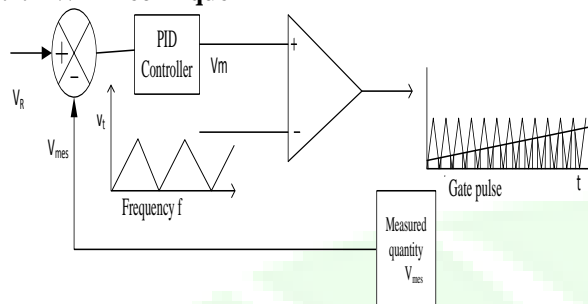 PID
Controller
+
-
V_R
Vm
+
-
v_t
V_mes
Frequency f
Gate pulse
t
Measured
quantity
V_mes